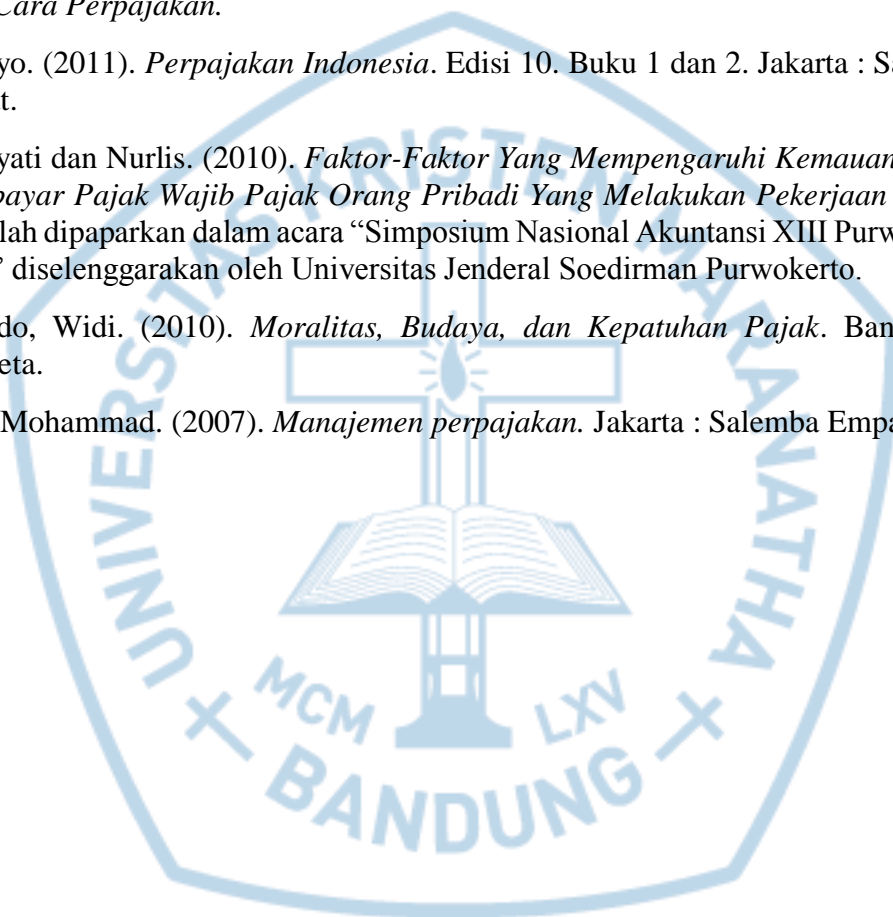 Cara Perpajakan.
yo. (2011). Perpajakan Indonesia. Edisi 10. Buku 1 dan 2. Jakarta : Sa
t.
yati dan Nurlis. (2010). Faktor-Faktor Yang Mempengaruhi Kemauan
bayar Pajak Wajib Pajak Orang Pribadi Yang Melakukan Pekerjaan
lah dipaparkan dalam acara “Simposium Nasional Akuntansi XIII Purw
” diselenggarakan oleh Universitas Jenderal Soedirman Purwokerto.
do, Widi. (2010). Moralitas, Budaya, dan Kepatuhan Pajak. Ban
eta.
Mohammad. (2007). Manajemen perpajakan. Jakarta : Salemba Empa
UNIVERSITAS KRISTEN MARANATHA
MCM LXV
BANDUNG